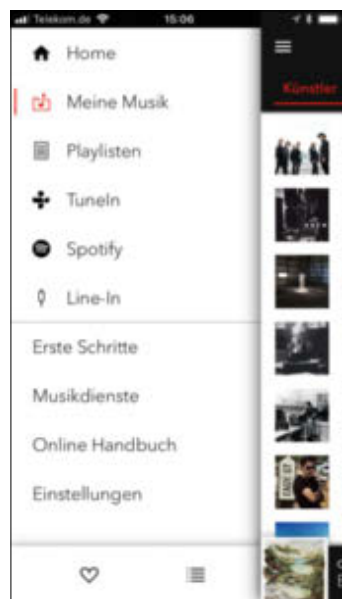 Telekom.de 15:06
Home
Meine Musik
Künstler
Playlisten
TuneIn
Spotify
Line-In
Erste Schritte
Musikdienste
Online Handbuch
Einstellungen